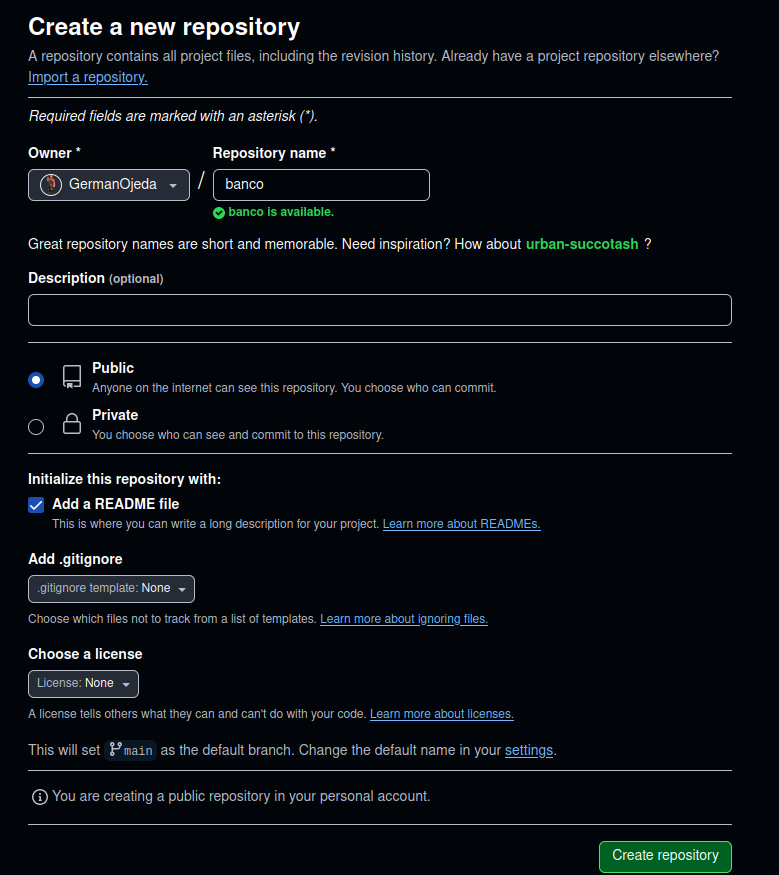 Create a new repository
A repository contains all project files, including the revision history. Already have a project repository elsewhere?
Import a repository.
Required fields are marked with an asterisk (*).
Owner *
Repository name *
GermanOjeda
/
banco
banco is available.
Great repository names are short and memorable. Need inspiration? How about urban-succotash ?
Description (optional)
Public
Anyone on the internet can see this repository. You choose who can commit.
Private
You choose who can see and commit to this repository.
Initialize this repository with:
Add a README file
This is where you can write a long description for your project. Learn more about READMEs.
Add .gitignore
.gitignore template: None
Choose which files not to track from a list of templates. Learn more about ignoring files.
Choose a license
License: None
A license tells others what they can and can't do with your code. Learn more about licenses.
This will set main as the default branch. Change the default name in your settings.
You are creating a public repository in your personal account.
Create repository